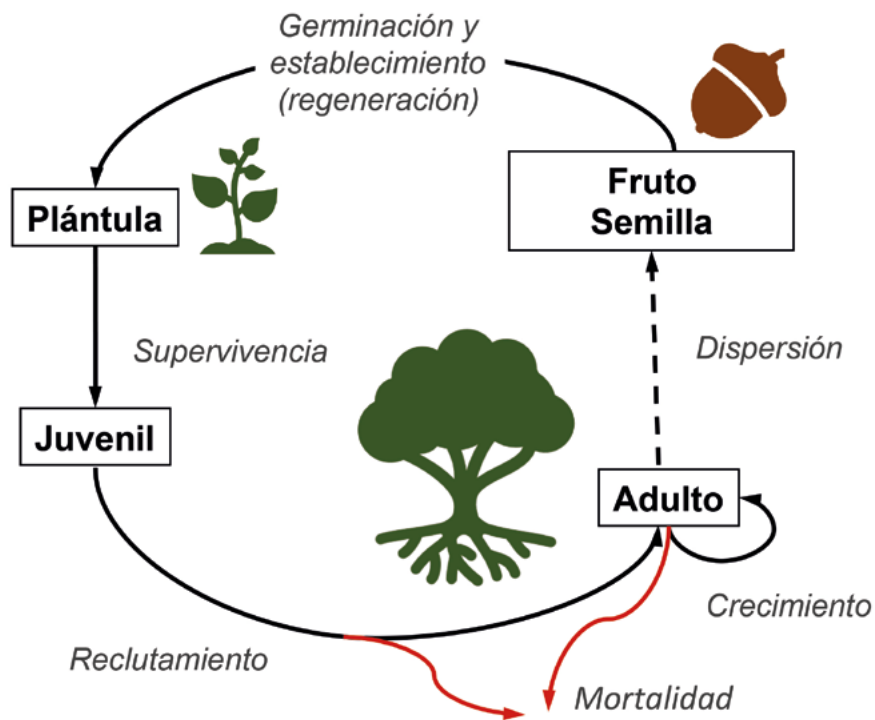 Germinación y
establecimiento
(regeneración)
Fruto
Semilla
Plántula
Supervivencia
Dispersión
Juvenil
Adulto
Crecimiento
Reclutamiento
Mortalidad